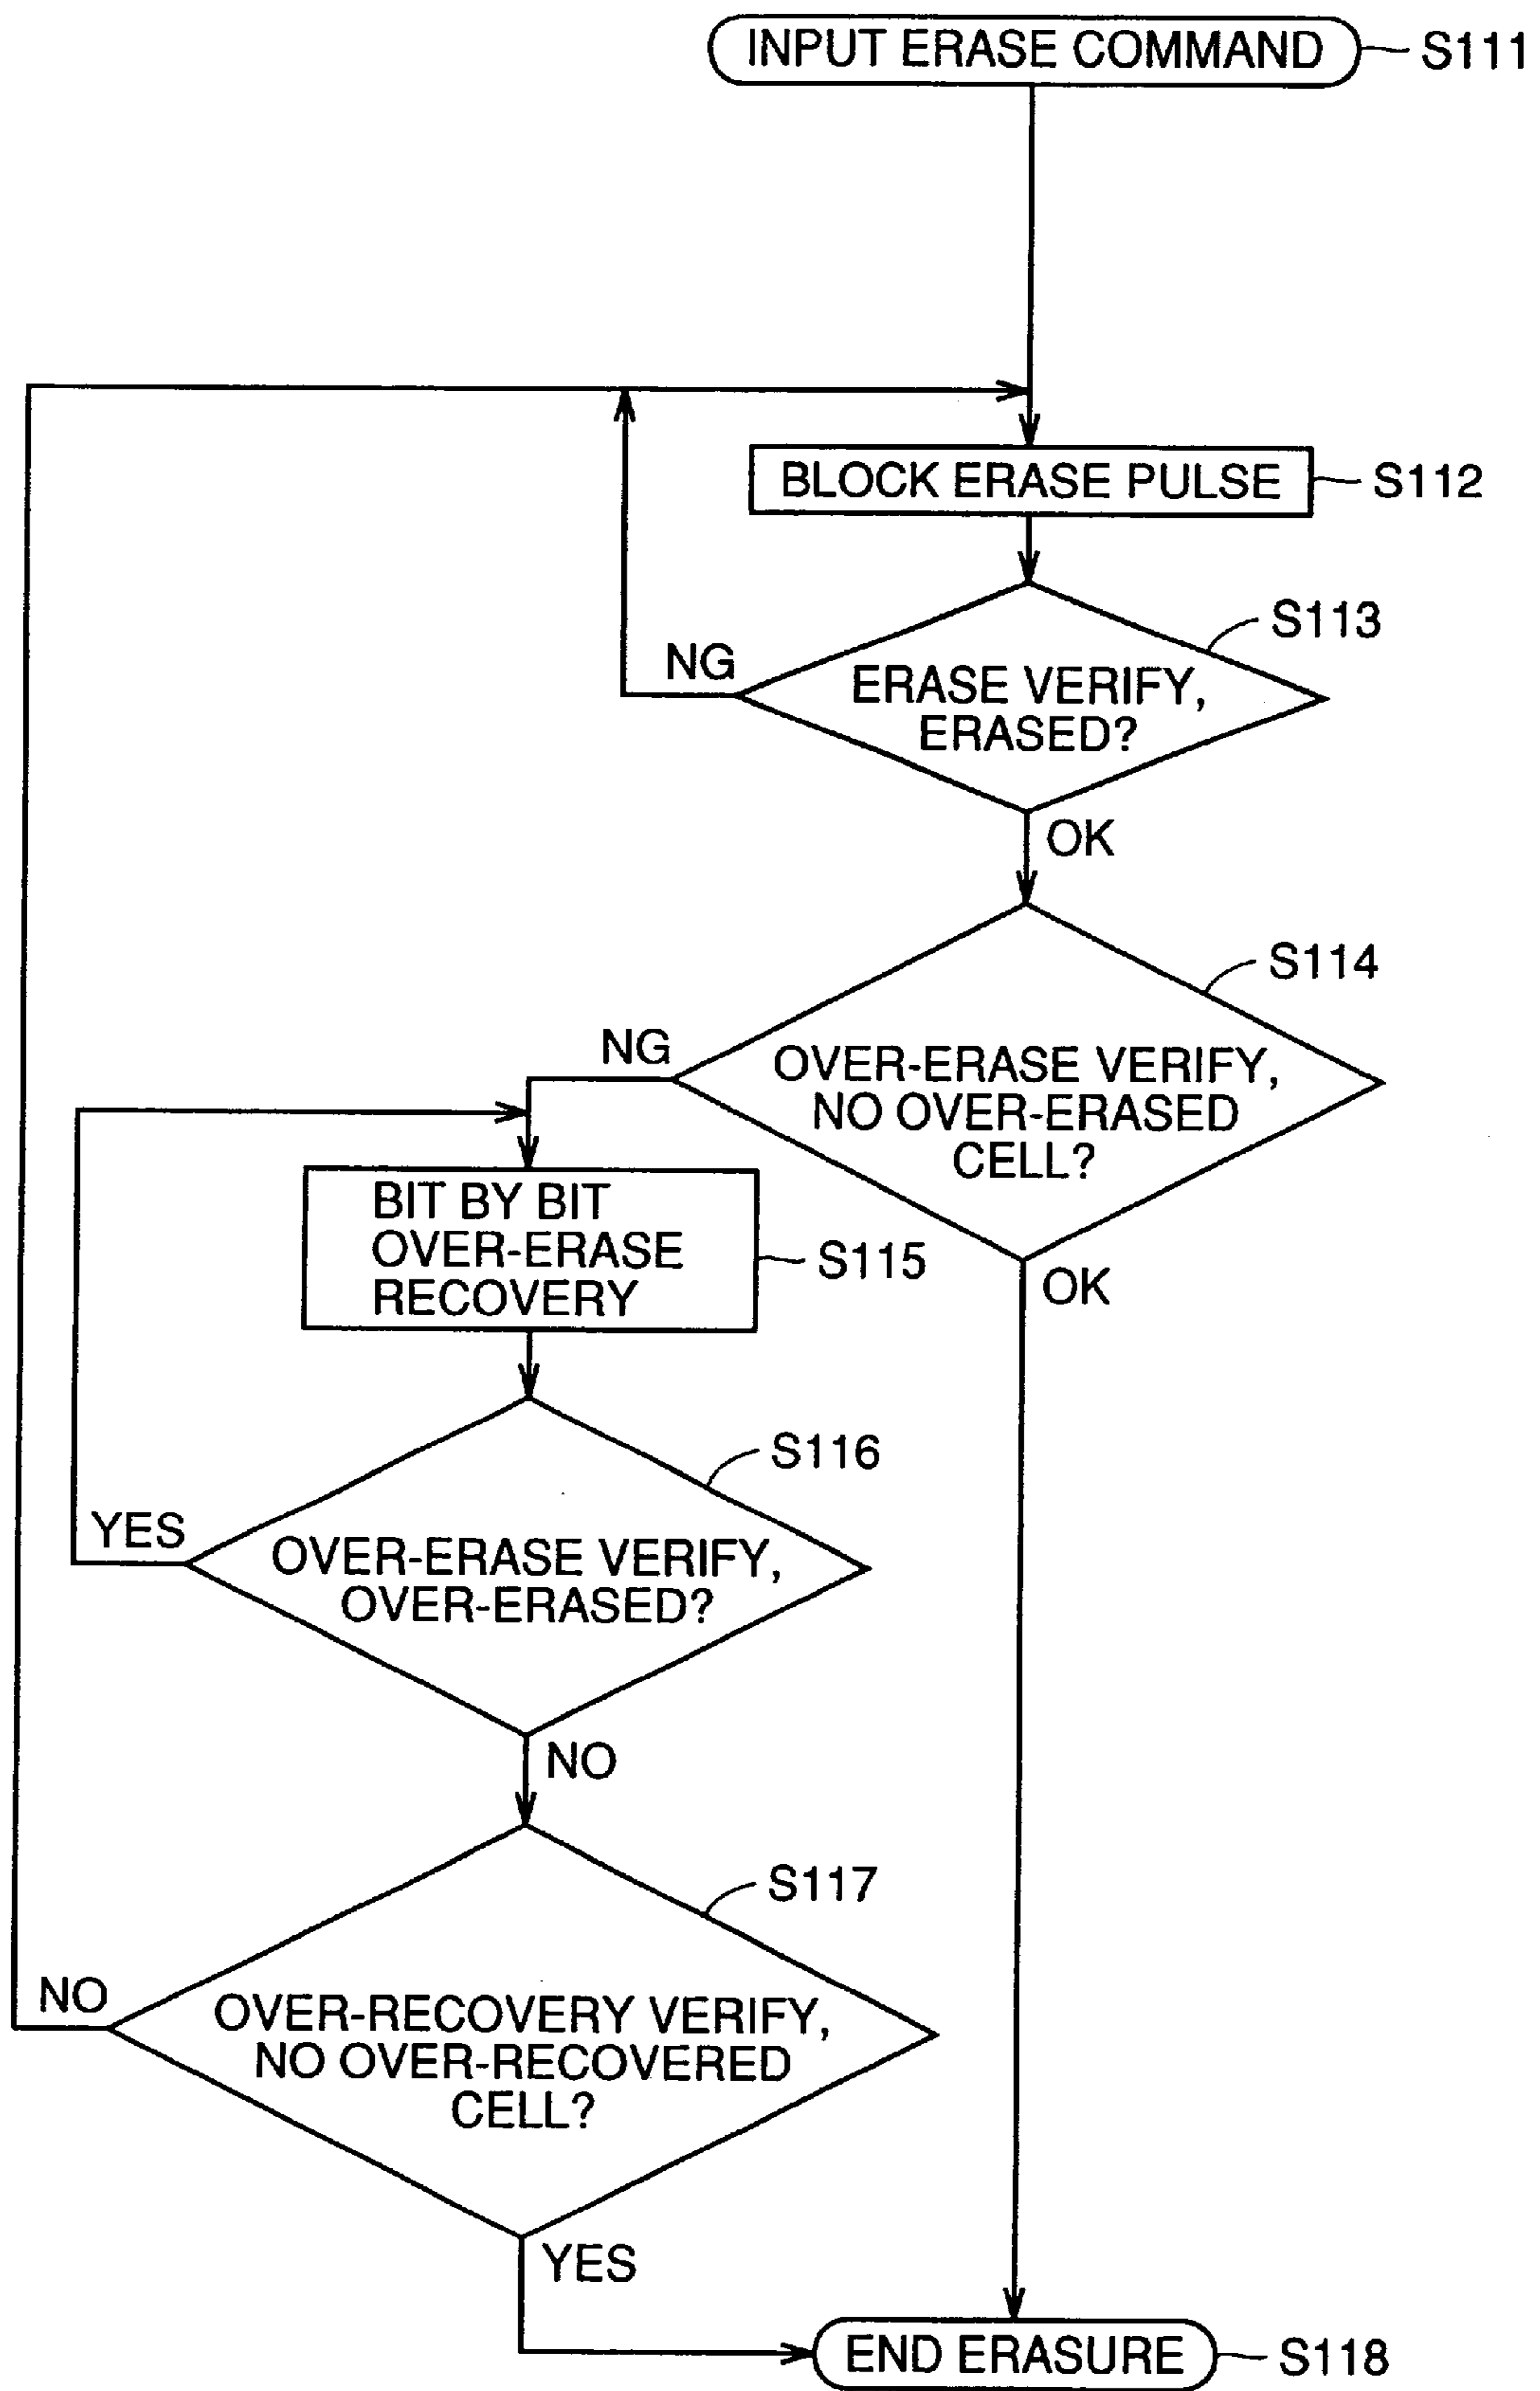 INPUT ERASE COMMAND
S111
BLOCK ERASE PULSE
S112
S113
NG
ERASE VERIFY,
ERASED?
OK
S114
NG
OVER-ERASE VERIFY,
NO OVER-ERASED
CELL?
BIT BY BIT
OVER-ERASE
RECOVERY
S115
OK
S116
YES
OVER-ERASE VERIFY,
OVER-ERASED?
NO
S117
NO
OVER-RECOVERY VERIFY,
NO OVER-RECOVERED
CELL?
YES
END ERASURE
S118